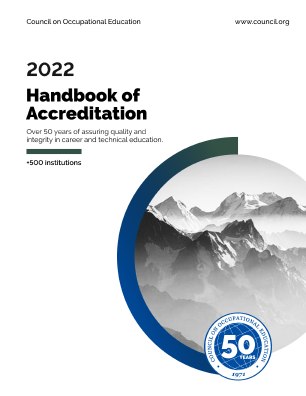 Council on Occupational Education
www.council.org
2022
Handbook of
Accreditation
Over 50 years of assuring quality and
integrity in career and technical education.
+500 institutions
COUNCIL ON OCCUPATIONAL EDUCATION
50
YEARS
1971